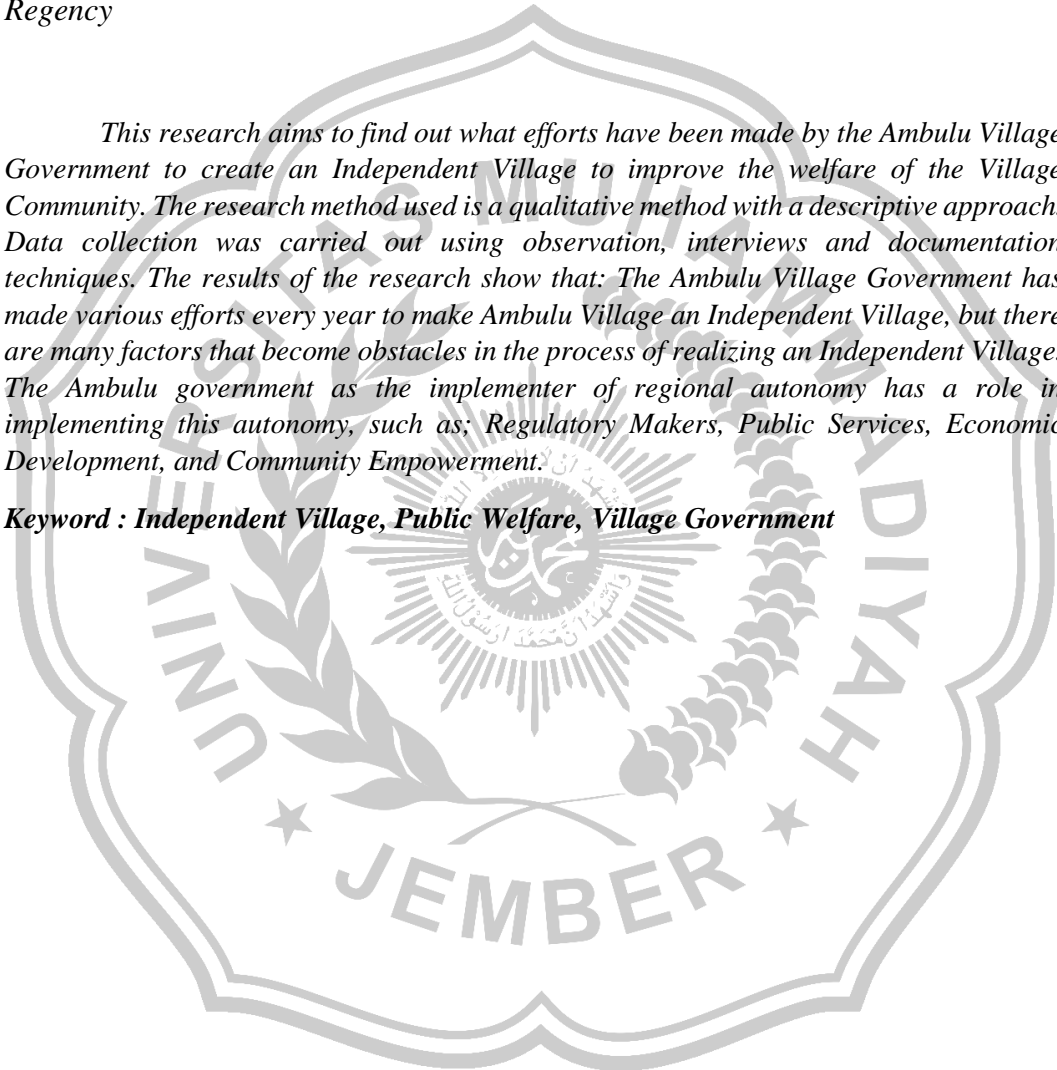 Regency
This research aims to find out what efforts have been made by the Ambulu Village
Government to create an Independent Village to improve the welfare of the Village
Community. The research method used is a qualitative method with a descriptive approach.
Data collection was carried out using observation, interviews and documentation
techniques. The results of the research show that: The Ambulu Village Government has
made various efforts every year to make Ambulu Village an Independent Village, but there
are many factors that become obstacles in the process of realizing an Independent Village.
The Ambulu government as the implementer of regional autonomy has a role in
implementing this autonomy, such as; Regulatory Makers, Public Services, Economic
Development, and Community Empowerment.
Keyword : Independent Village, Public Welfare, Village Government
UNIVERSITAS MUHAMMADIYAH
JEMBER